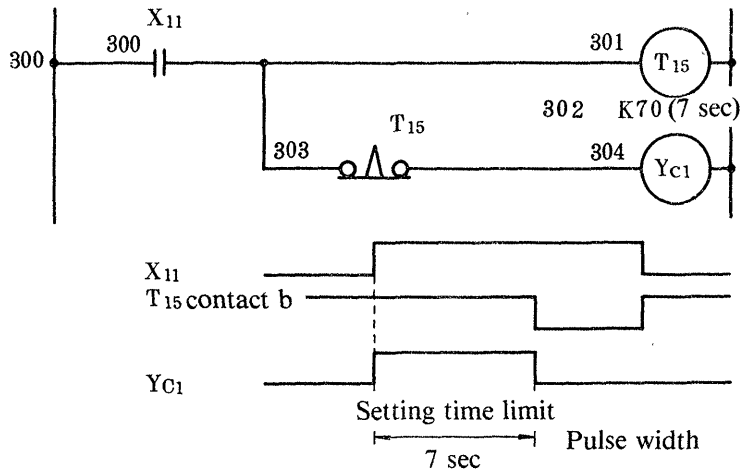 X11
300 300 301 T15
302 K70 (7 sec)
T15
303 304 YC1
X11
T15 contact b
YC1
Setting time limit
7 sec Pulse width